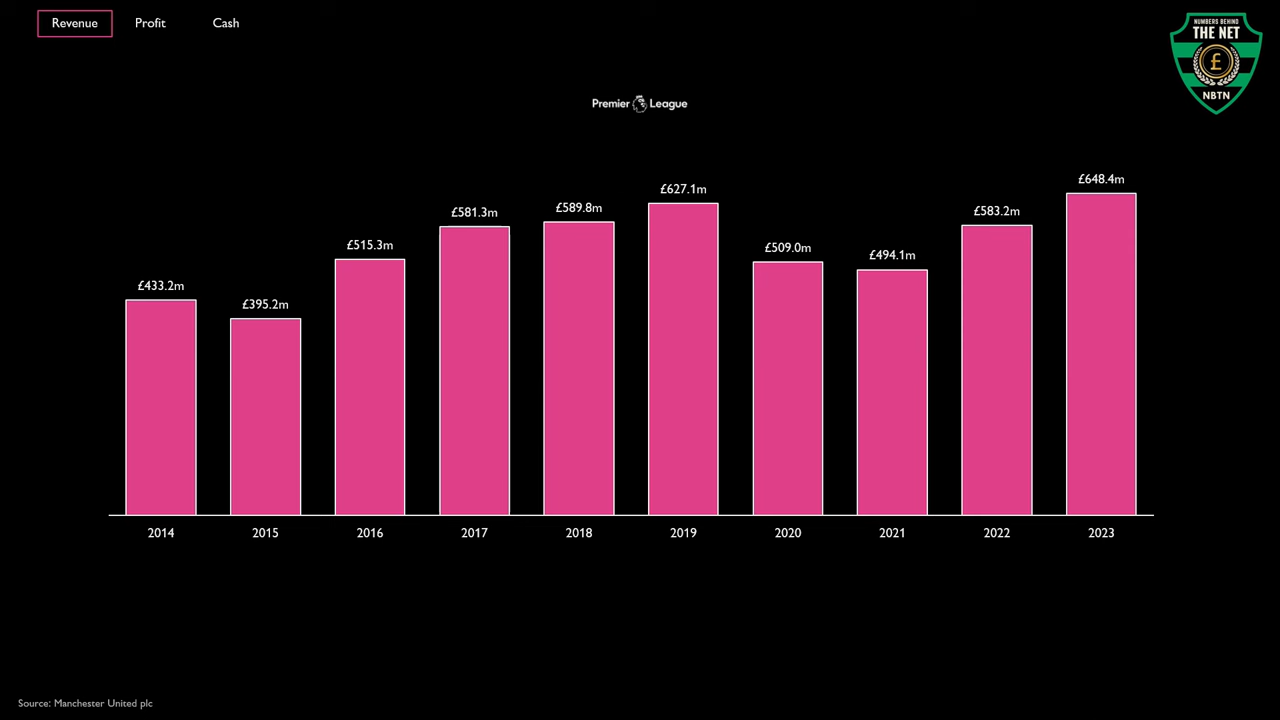 Revenue Profit Cash
NUMBERS BEHIND
THE NET
£
NBTN
Premier League
£433.2m £395.2m £515.3m £581.3m £589.8m £627.1m £509.0m £494.1m £583.2m £648.4m
2014 2015 2016 2017 2018 2019 2020 2021 2022 2023
Source: Manchester United plc